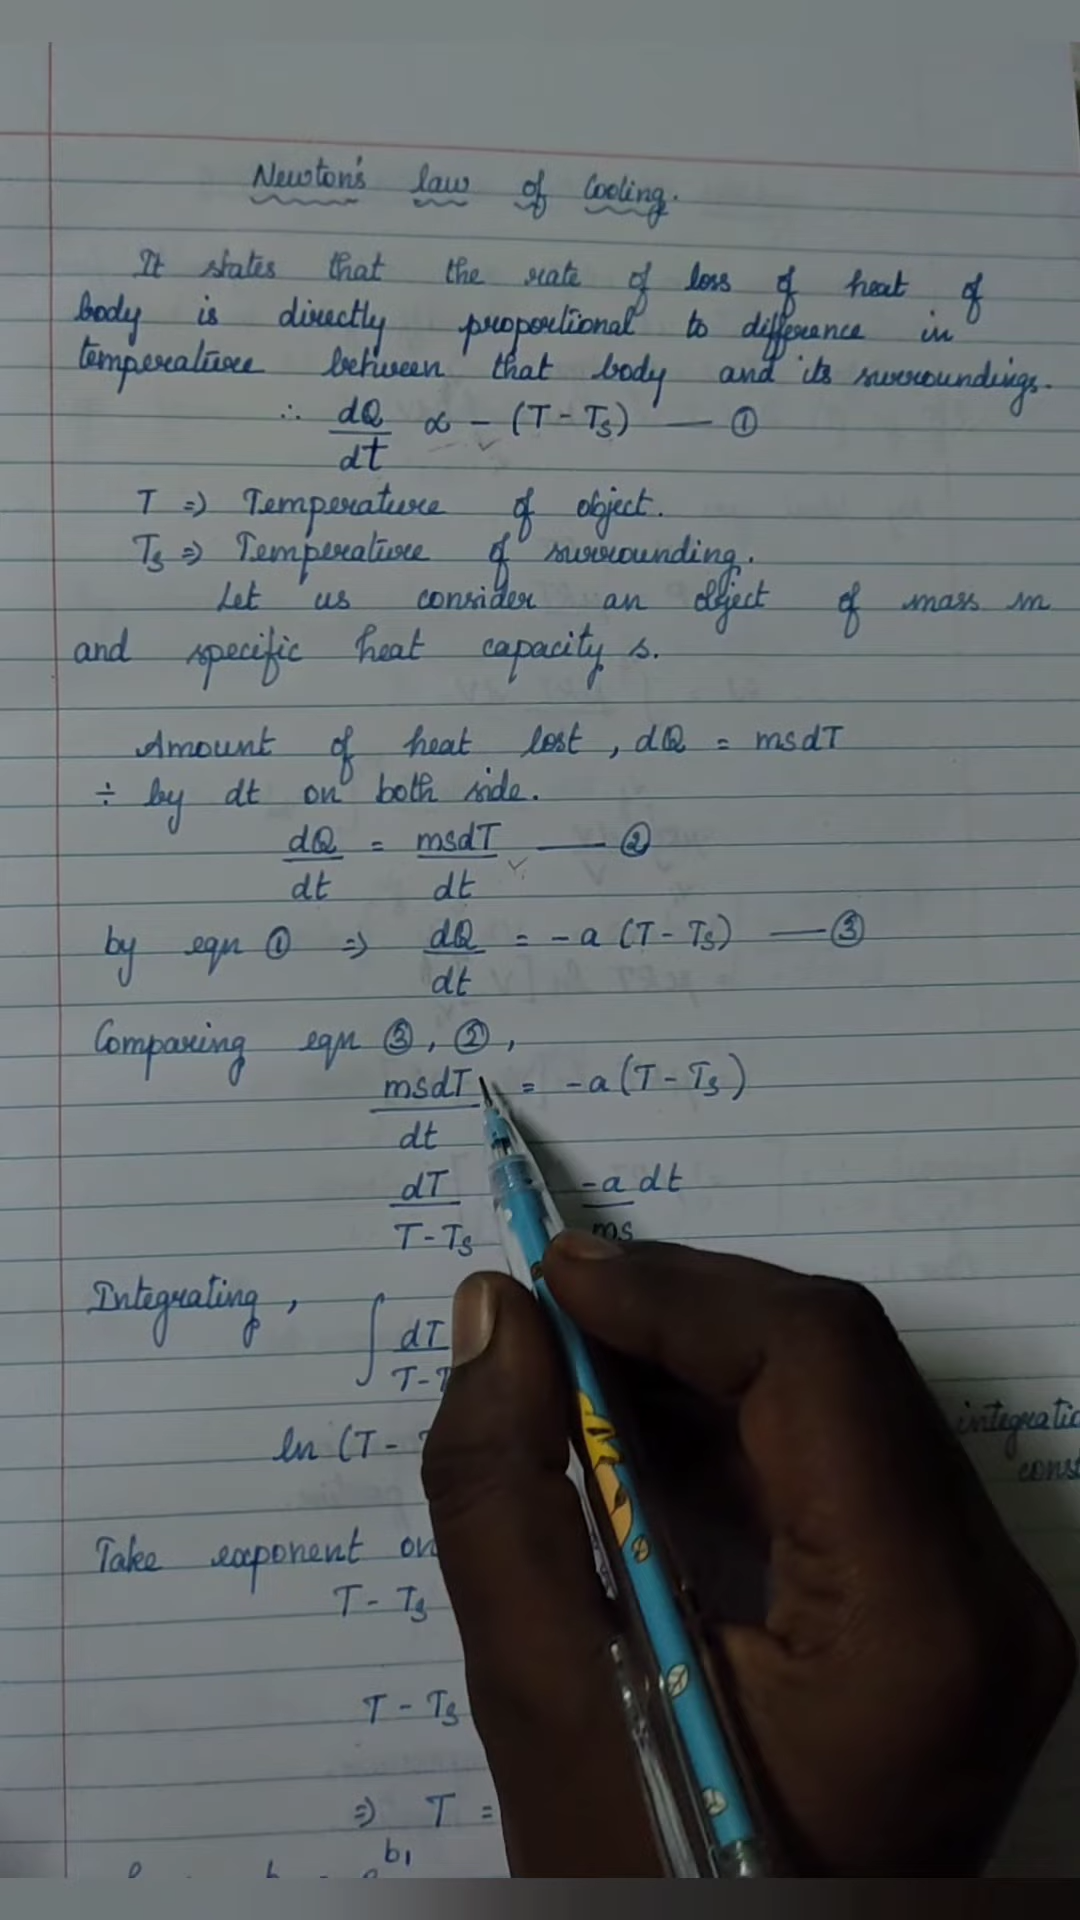 Newton's law of Cooling.
It states that the rate of loss of heat of
body is directly proportional to difference in
temperature between that body and its surroundings.
∴ dQ/dt ∝ - (T - Ts) — ①
T => Temperature of object.
Ts => Temperature of surrounding.
Let us consider an object of mass m
and specific heat capacity s.
Amount of heat lost, dQ = msdT
÷ by dt on both side.
dQ/dt = msdT/dt — ②
by eqn ① => dQ/dt = -a (T - Ts) — ③
Comparing eqn ③, ②,
msdT/dt = -a (T - Ts)
dT/T - Ts -a/ms dt
Integrating,
∫ dT/T - T
ln (T -
integratio
const
Take exponent on
T - Ts
T - Ts
=> T =
b1